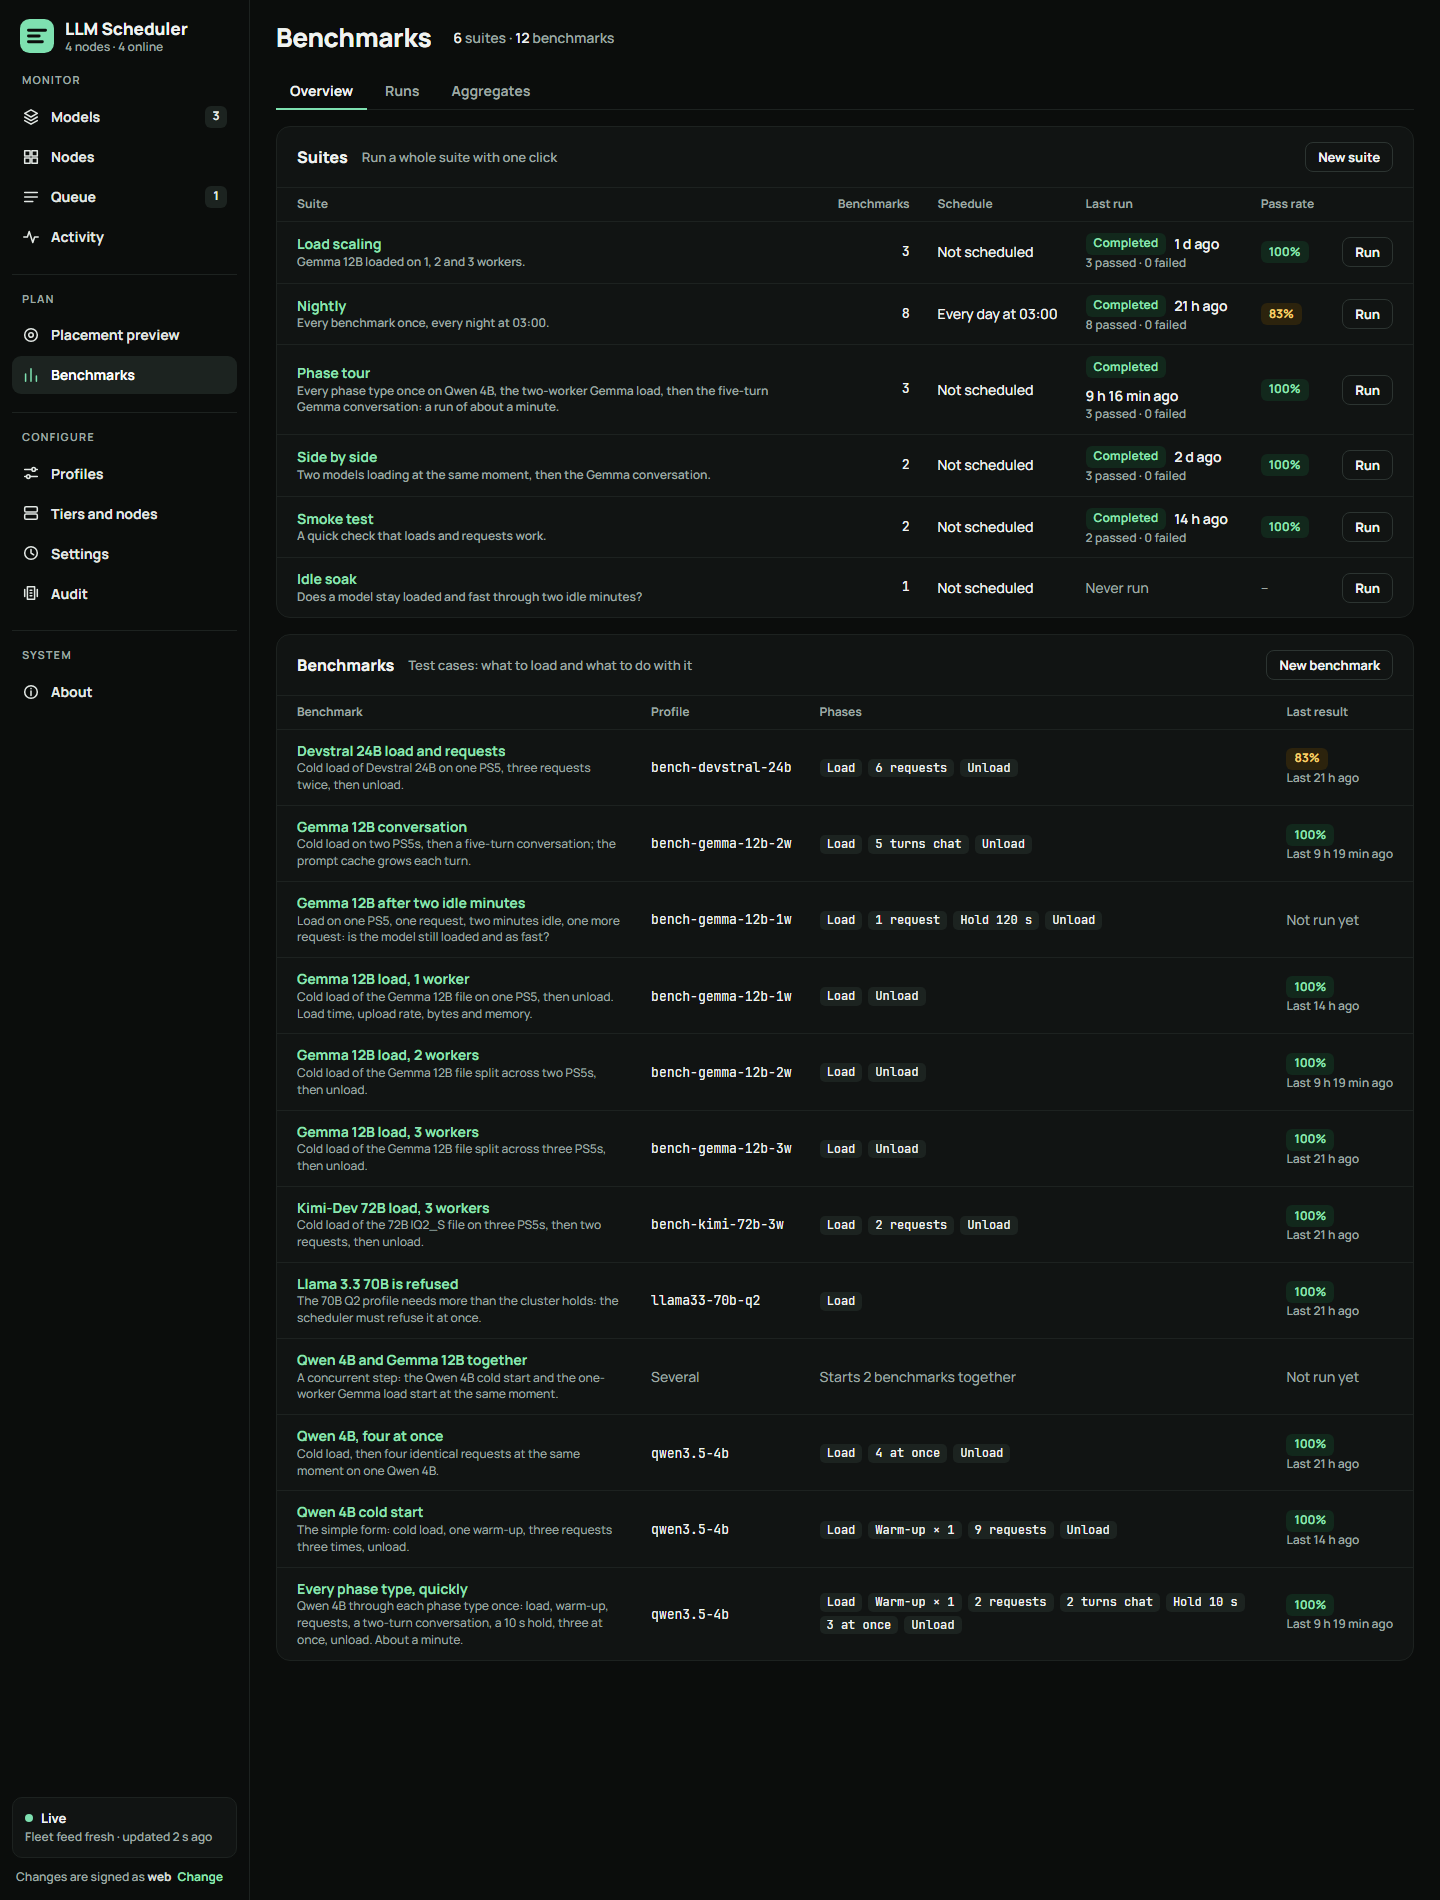 LLM Scheduler
4 nodes · 4 online
MONITOR
Models 3
Nodes
Queue 1
Activity
PLAN
Placement preview
Benchmarks
CONFIGURE
Profiles
Tiers and nodes
Settings
Audit
SYSTEM
About
Live
Fleet feed fresh · updated 2 s ago
Changes are signed as web Change
Benchmarks 6 suites · 12 benchmarks
Overview Runs Aggregates
Suites Run a whole suite with one click New suite
Suite Benchmarks Schedule Last run Pass rate
Load scaling
Gemma 12B loaded on 1, 2 and 3 workers.
3 Not scheduled
Completed 1 d ago
3 passed · 0 failed
100% Run
Nightly
Every benchmark once, every night at 03:00.
8 Every day at 03:00
Completed 21 h ago
8 passed · 0 failed
83% Run
Phase tour
Every phase type once on Qwen 4B, the two-worker Gemma load, then the five-turn
Gemma conversation: a run of about a minute.
3 Not scheduled
Completed
9 h 16 min ago
3 passed · 0 failed
100% Run
Side by side
Two models loading at the same moment, then the Gemma conversation.
2 Not scheduled
Completed 2 d ago
3 passed · 0 failed
100% Run
Smoke test
A quick check that loads and requests work.
2 Not scheduled
Completed 14 h ago
2 passed · 0 failed
100% Run
Idle soak
Does a model stay loaded and fast through two idle minutes?
1 Not scheduled
Never run
– Run
Benchmarks Test cases: what to load and what to do with it New benchmark
Benchmark Profile Phases Last result
Devstral 24B load and requests
Cold load of Devstral 24B on one PS5, three requests
twice, then unload.
bench-devstral-24b
Load 6 requests Unload
83%
Last 21 h ago
Gemma 12B conversation
Cold load on two PS5s, then a five-turn conversation; the
prompt cache grows each turn.
bench-gemma-12b-2w
Load 5 turns chat Unload
100%
Last 9 h 19 min ago
Gemma 12B after two idle minutes
Load on one PS5, one request, two minutes idle, one more
request: is the model still loaded and as fast?
bench-gemma-12b-1w
Load 1 request Hold 120 s Unload
Not run yet
Gemma 12B load, 1 worker
Cold load of the Gemma 12B file on one PS5, then unload.
Load time, upload rate, bytes and memory.
bench-gemma-12b-1w
Load Unload
100%
Last 14 h ago
Gemma 12B load, 2 workers
Cold load of the Gemma 12B file split across two PS5s,
then unload.
bench-gemma-12b-2w
Load Unload
100%
Last 9 h 19 min ago
Gemma 12B load, 3 workers
Cold load of the Gemma 12B file split across three PS5s,
then unload.
bench-gemma-12b-3w
Load Unload
100%
Last 21 h ago
Kimi-Dev 72B load, 3 workers
Cold load of the 72B IQ2_S file on three PS5s, then two
requests, then unload.
bench-kimi-72b-3w
Load 2 requests Unload
100%
Last 21 h ago
Llama 3.3 70B is refused
The 70B Q2 profile needs more than the cluster holds: the
scheduler must refuse it at once.
llama33-70b-q2
Load
100%
Last 21 h ago
Qwen 4B and Gemma 12B together
A concurrent step: the Qwen 4B cold start and the one-
worker Gemma load start at the same moment.
Several
Starts 2 benchmarks together
Not run yet
Qwen 4B, four at once
Cold load, then four identical requests at the same
moment on one Qwen 4B.
qwen3.5-4b
Load 4 at once Unload
100%
Last 21 h ago
Qwen 4B cold start
The simple form: cold load, one warm-up, three requests
three times, unload.
qwen3.5-4b
Load Warm-up × 1 9 requests Unload
100%
Last 14 h ago
Every phase type, quickly
Qwen 4B through each phase type once: load, warm-up,
requests, a two-turn conversation, a 10 s hold, three at
once, unload. About a minute.
qwen3.5-4b
Load Warm-up × 1 2 requests 2 turns chat Hold 10 s
3 at once Unload
100%
Last 9 h 19 min ago